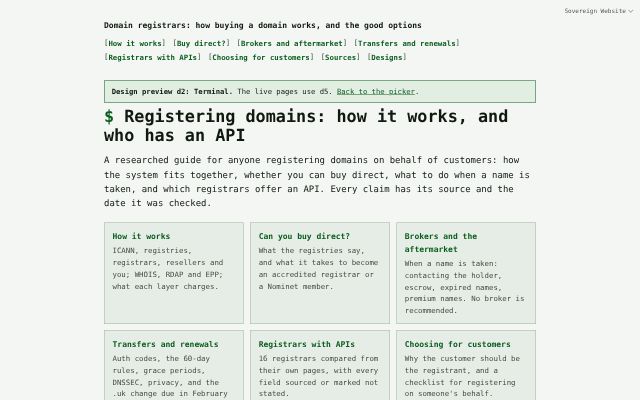 Sovereign Website
Domain registrars: how buying a domain works, and the good options
[How it works] [Buy direct?] [Brokers and aftermarket] [Transfers and renewals]
[Registrars with APIs] [Choosing for customers] [Sources] [Designs]
Design preview d2: Terminal. The live pages use d5. Back to the picker.
$ Registering domains: how it works, and
who has an API
A researched guide for anyone registering domains on behalf of customers: how
the system fits together, whether you can buy direct, what to do when a name is
taken, and which registrars offer an API. Every claim has its source and the
date it was checked.
How it works
ICANN, registries,
registrars, resellers and
you; WHOIS, RDAP and EPP;
what each layer charges.
Can you buy direct?
What the registries say,
and what it takes to become
an accredited registrar or
a Nominet member.
Brokers and the
aftermarket
When a name is taken:
contacting the holder,
escrow, expired names,
premium names. No broker is
recommended.
Transfers and renewals
Auth codes, the 60-day
rules, grace periods,
DNSSEC, privacy, and the
.uk change due in February
Registrars with APIs
16 registrars compared from
their own pages, with every
field sourced or marked not
stated.
Choosing for customers
Why the customer should be
the registrant, and a
checklist for registering
on someone's behalf.